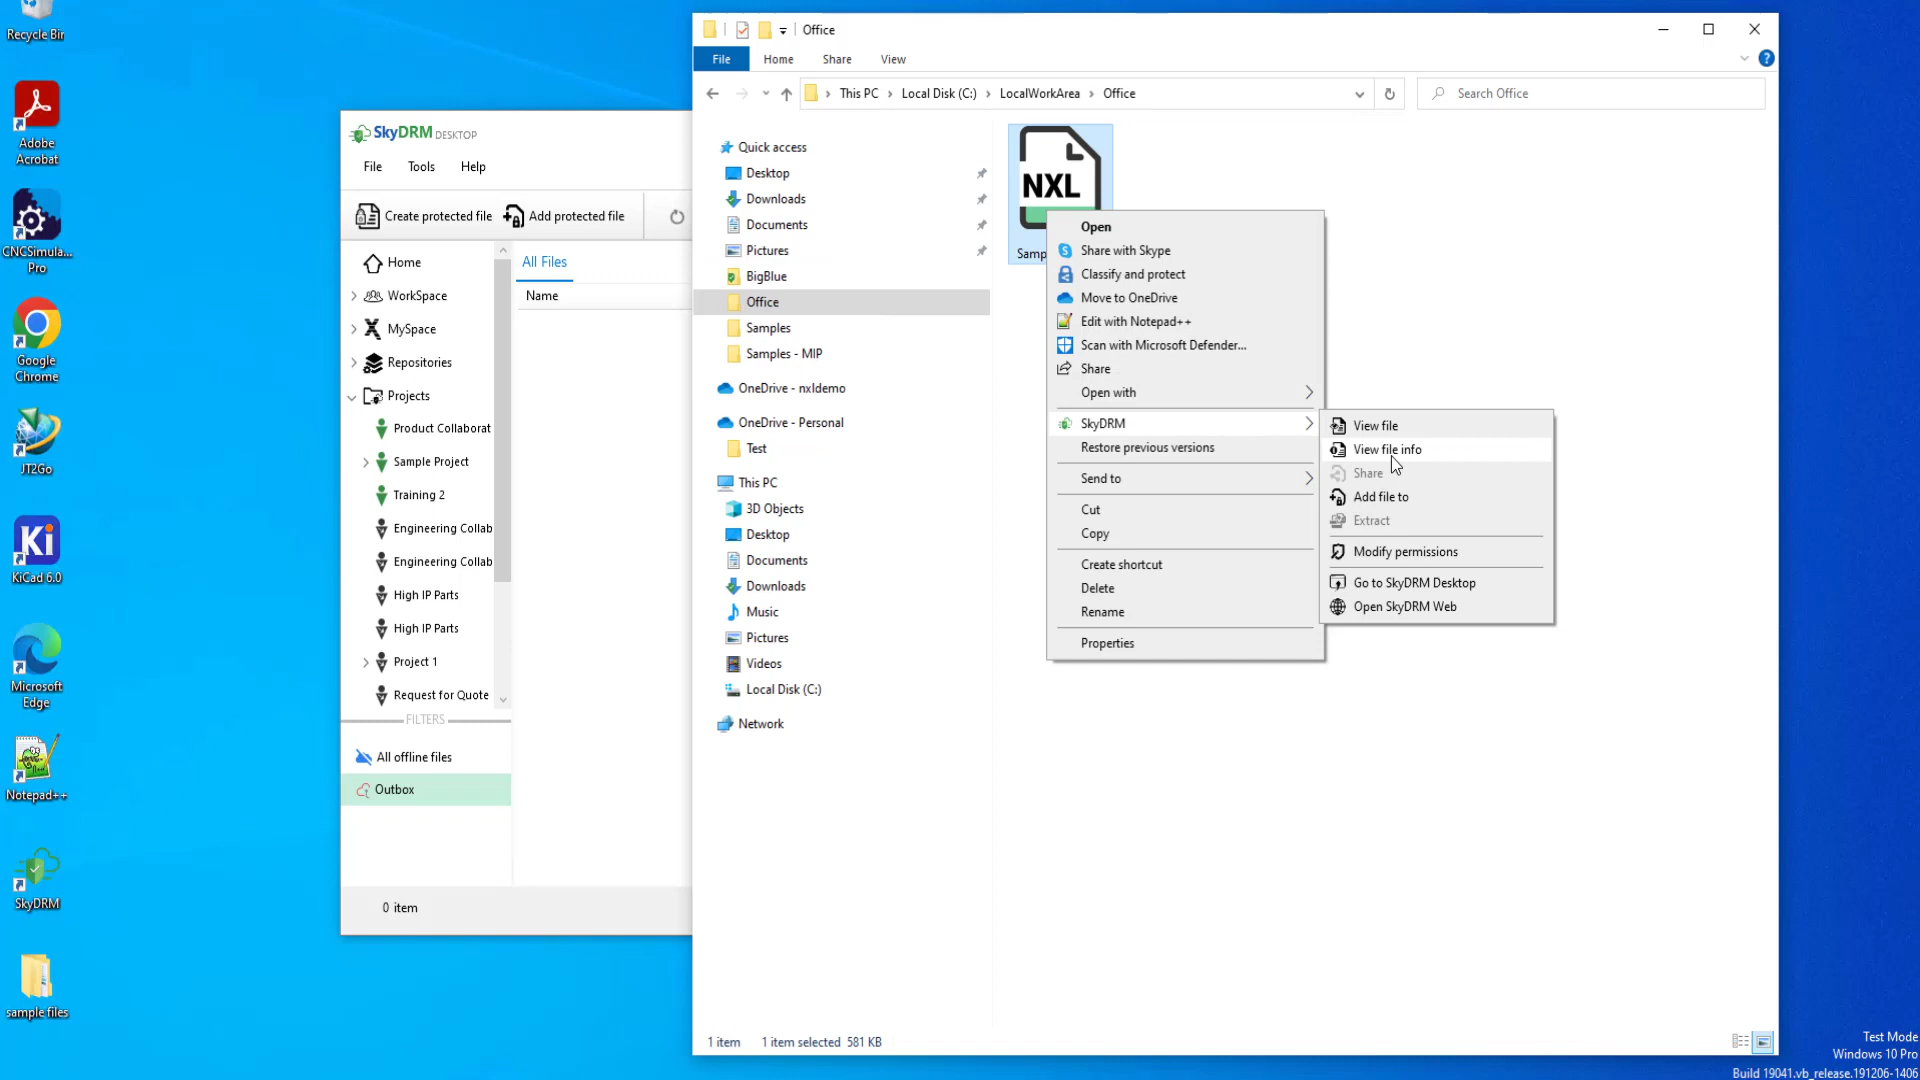 Recycle Bin
Adobe
Acrobat
CNCSimula...
Pro
Google
Chrome
JT2Go
Ki
KiCad 6.0
Microsoft
Edge
Notepad++
SkyDRM
sample files
SkyDRM DESKTOP
File Tools Help
Create protected file Add protected file
Home
WorkSpace
MySpace
Repositories
Projects
Product Collaborat
Sample Project
Training 2
Engineering Collab
Engineering Collab
High IP Parts
High IP Parts
Project 1
Request for Quote
FILTERS
All offline files
Outbox
All Files
Name
0 item
Office
File Home Share View
This PC Local Disk (C:) LocalWorkArea Office
Search Office
Quick access
Desktop
Downloads
Documents
Pictures
BigBlue
Office
Samples
Samples - MIP
OneDrive - nxldemo
OneDrive - Personal
Test
This PC
3D Objects
Desktop
Documents
Downloads
Music
Pictures
Videos
Local Disk (C:)
Network
NXL
Samp
Open
Share with Skype
Classify and protect
Move to OneDrive
Edit with Notepad++
Scan with Microsoft Defender...
Share
Open with
SkyDRM
Restore previous versions
Send to
Cut
Copy
Create shortcut
Delete
Rename
Properties
View file
View file info
Share
Add file to
Extract
Modify permissions
Go to SkyDRM Desktop
Open SkyDRM Web
1 item 1 item selected 581 KB
Test Mode
Windows 10 Pro
Build 19041.vb_release.191206-1406